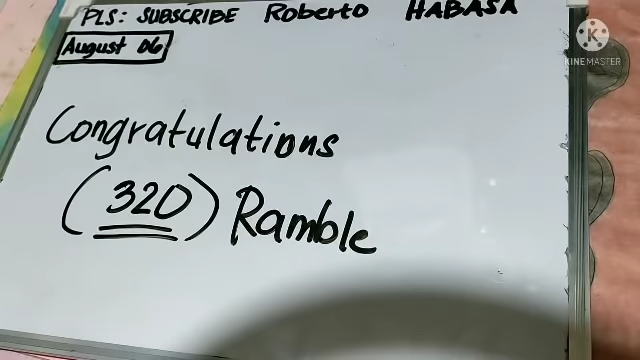 PLS: SUBSCRIBE Roberto HABASA
August 06
KINEMASTER
Congratulations
(320) Ramble